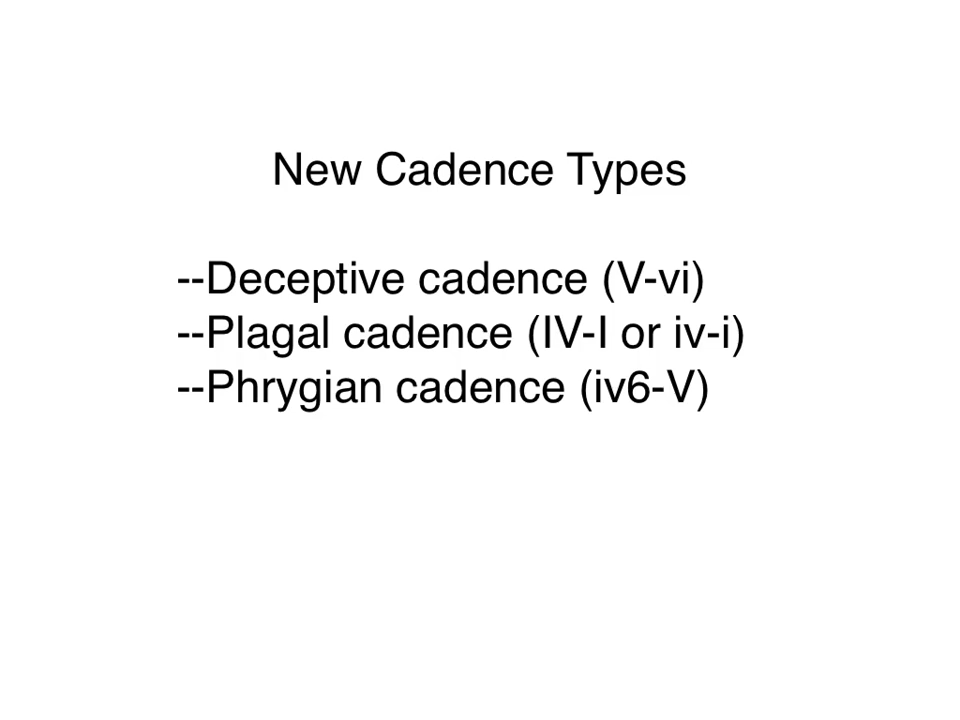 New Cadence Types
--Deceptive cadence (V-vi)
--Plagal cadence (IV-I or iv-i)
--Phrygian cadence (iv6-V)